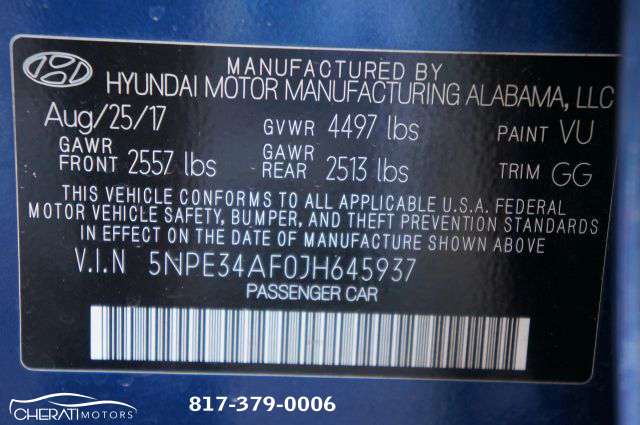 MANUFACTURED BY
HYUNDAI MOTOR MANUFACTURING ALABAMA, LLC
Aug/25/17 GVWR 4497 lbs PAINT VU
GAWR FRONT 2557 lbs GAWR REAR 2513 lbs TRIM GG
THIS VEHICLE CONFORMS TO ALL APPLICABLE U.S.A. FEDERAL
MOTOR VEHICLE SAFETY, BUMPER, AND THEFT PREVENTION STANDARDS
IN EFFECT ON THE DATE OF MANUFACTURE SHOWN ABOVE
V.I.N 5NPE34AF0JH645937
PASSENGER CAR
CHERATI MOTORS 817-379-0006